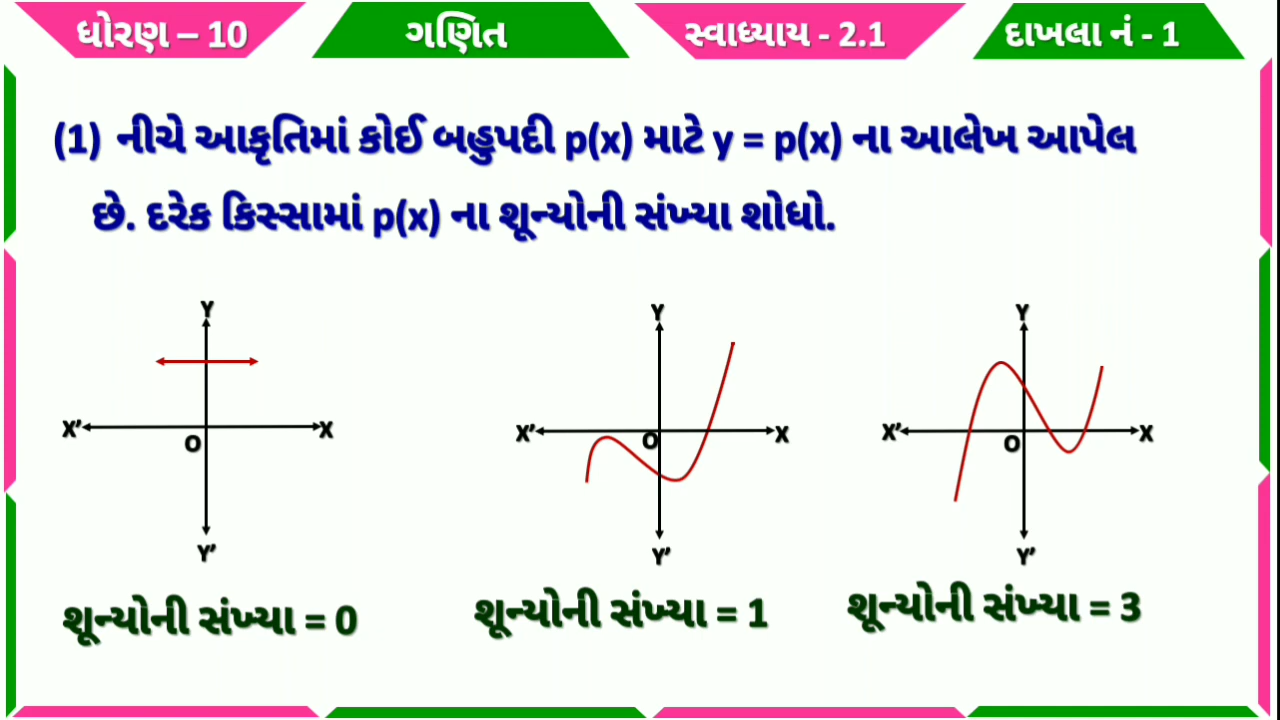 ધોરણ – 10
ગણિત
સ્વાધ્યાય - 2.1
દાખલા નં - 1
(1) નીચે આકૃતિમાં કોઈ બહુપદી p(x) માટે y = p(x) ના આલેખ આપેલ
છે. દરેક કિસ્સામાં p(x) ના શૂન્યોની સંખ્યા શોધો.
Y
X’
O
X
Y’
Y
X’
O
X
Y’
Y
X’
O
X
Y’
શૂન્યોની સંખ્યા = 0
શૂન્યોની સંખ્યા = 1
શૂન્યોની સંખ્યા = 3